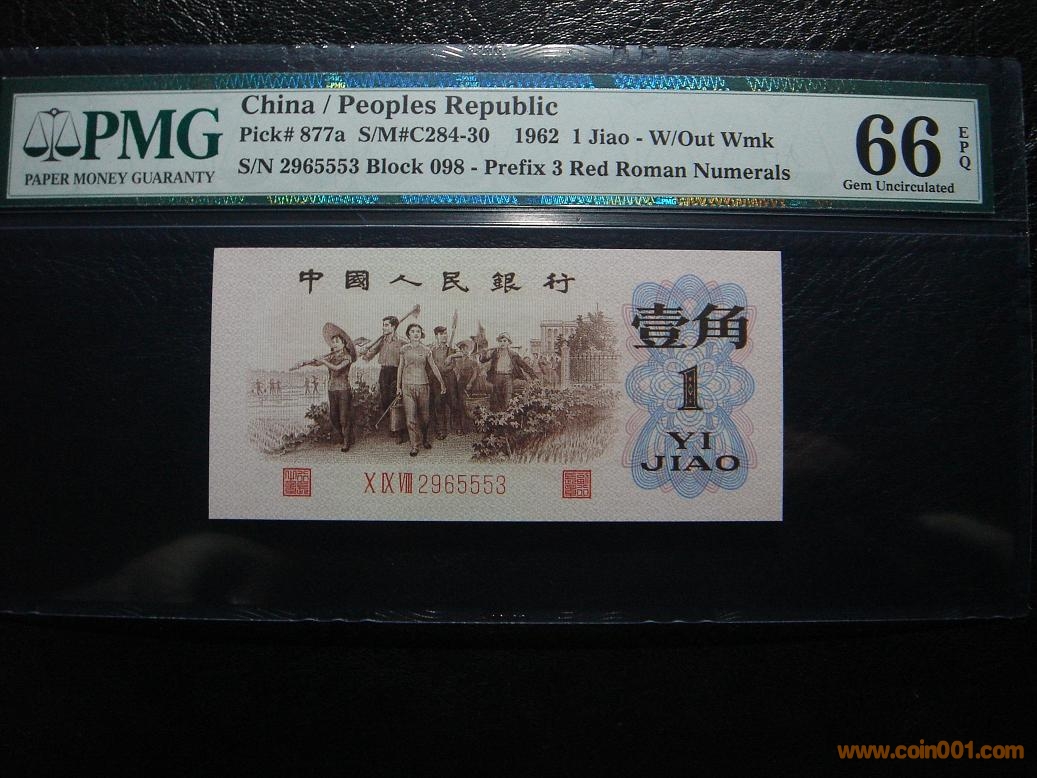 PMG
PAPER MONEY GUARANTY
China / Peoples Republic
Pick# 877a S/M#C284-30 1962 1 Jiao - W/Out Wmk
S/N 2965553 Block 098 - Prefix 3 Red Roman Numerals
66
EPQ
Gem Uncirculated
中國人民銀行
壹角
1
YI
JIAO
X IX VIII 2965553
www.coin001.com